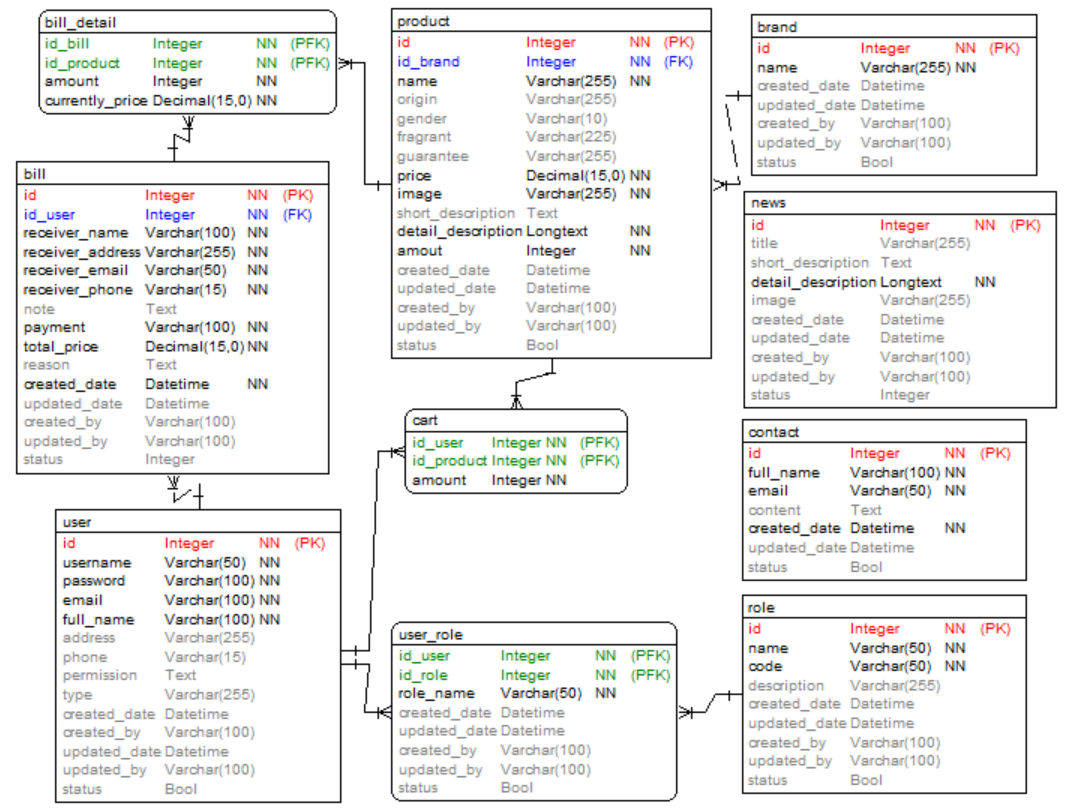 bill_detail
id_bill Integer NN (PFK)
id_product Integer NN (PFK)
amount Integer NN
currently_price Decimal(15,0) NN
product
id Integer NN (PK)
id_brand Integer NN (FK)
name Varchar(255) NN
origin Varchar(255)
gender Varchar(10)
fragrant Varchar(225)
guarantee Varchar(255)
price Decimal(15,0) NN
image Varchar(255) NN
short_description Text
detail_description Longtext NN
amout Integer NN
created_date Datetime
updated_date Datetime
created_by Varchar(100)
updated_by Varchar(100)
status Bool
brand
id Integer NN (PK)
name Varchar(255) NN
created_date Datetime
updated_date Datetime
created_by Varchar(100)
updated_by Varchar(100)
status Bool
bill
id Integer NN (PK)
id_user Integer NN (FK)
receiver_name Varchar(100) NN
receiver_address Varchar(255) NN
receiver_email Varchar(50) NN
receiver_phone Varchar(15) NN
note Text
payment Varchar(100) NN
total_price Decimal(15,0) NN
reason Text
created_date Datetime NN
updated_date Datetime
created_by Varchar(100)
updated_by Varchar(100)
status Integer
news
id Integer NN (PK)
title Varchar(255)
short_description Text
detail_description Longtext NN
image Varchar(255)
created_date Datetime
updated_date Datetime
created_by Varchar(100)
updated_by Varchar(100)
status Integer
cart
id_user Integer NN (PFK)
id_product Integer NN (PFK)
amount Integer NN
contact
id Integer NN (PK)
full_name Varchar(100) NN
email Varchar(50) NN
content Text
created_date Datetime NN
updated_date Datetime
status Bool
user
id Integer NN (PK)
username Varchar(50) NN
password Varchar(100) NN
email Varchar(100) NN
full_name Varchar(100) NN
address Varchar(255)
phone Varchar(15)
permission Text
type Varchar(255)
created_date Datetime
created_by Varchar(100)
updated_date Datetime
updated_by Varchar(100)
status Bool
user_role
id_user Integer NN (PFK)
id_role Integer NN (PFK)
role_name Varchar(50) NN
created_date Datetime
updated_date Datetime
created_by Varchar(100)
updated_by Varchar(100)
status Bool
role
id Integer NN (PK)
name Varchar(50) NN
code Varchar(50) NN
description Varchar(255)
created_date Datetime
updated_date Datetime
created_by Varchar(100)
updated_by Varchar(100)
status Bool